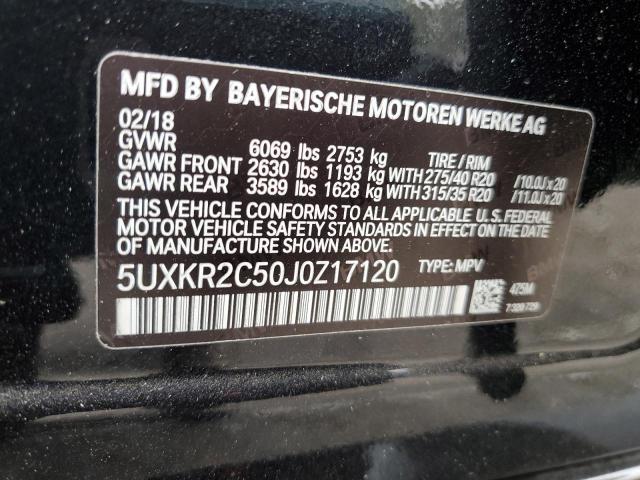 MFD BY BAYERISCHE MOTOREN WERKE AG
02/18
GVWR 6069 lbs 2753 kg TIRE / RIM
GAWR FRONT 2630 lbs 1193 kg WITH 275/40 R20 /10.0Jx20
GAWR REAR 3589 lbs 1628 kg WITH 315/35 R20 /11.0Jx20
THIS VEHICLE CONFORMS TO ALL APPLICABLE U.S. FEDERAL
MOTOR VEHICLE SAFETY STANDARDS IN EFFECT ON THE DATE
OF MANUFACTURE SHOWN ABOVE.
5UXKR2C50J0Z17120 TYPE: MPV
475M